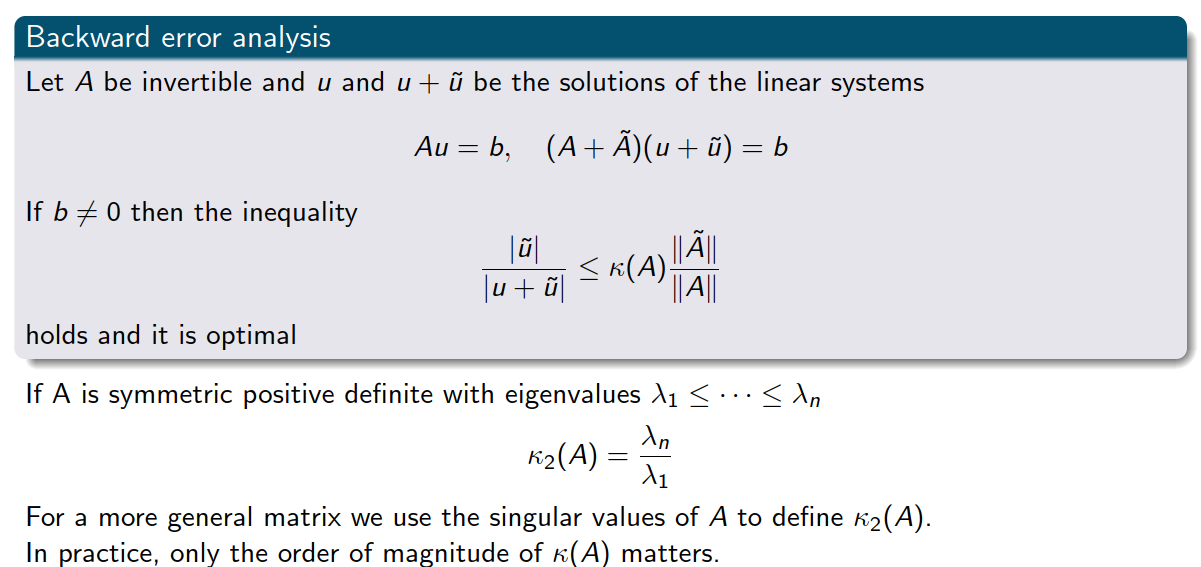 Backward error analysis
Let A be invertible and u and u + ũ be the solutions of the linear systems
Au = b, (A + Ã)(u + ũ) = b
If b ≠ 0 then the inequality
|ũ| / |u + ũ| ≤ κ(A) ‖Ã‖ / ‖A‖
holds and it is optimal
If A is symmetric positive definite with eigenvalues λ₁ ≤ ⋯ ≤ λₙ
κ₂(A) = λₙ / λ₁
For a more general matrix we use the singular values of A to define κ₂(A).
In practice, only the order of magnitude of κ(A) matters.